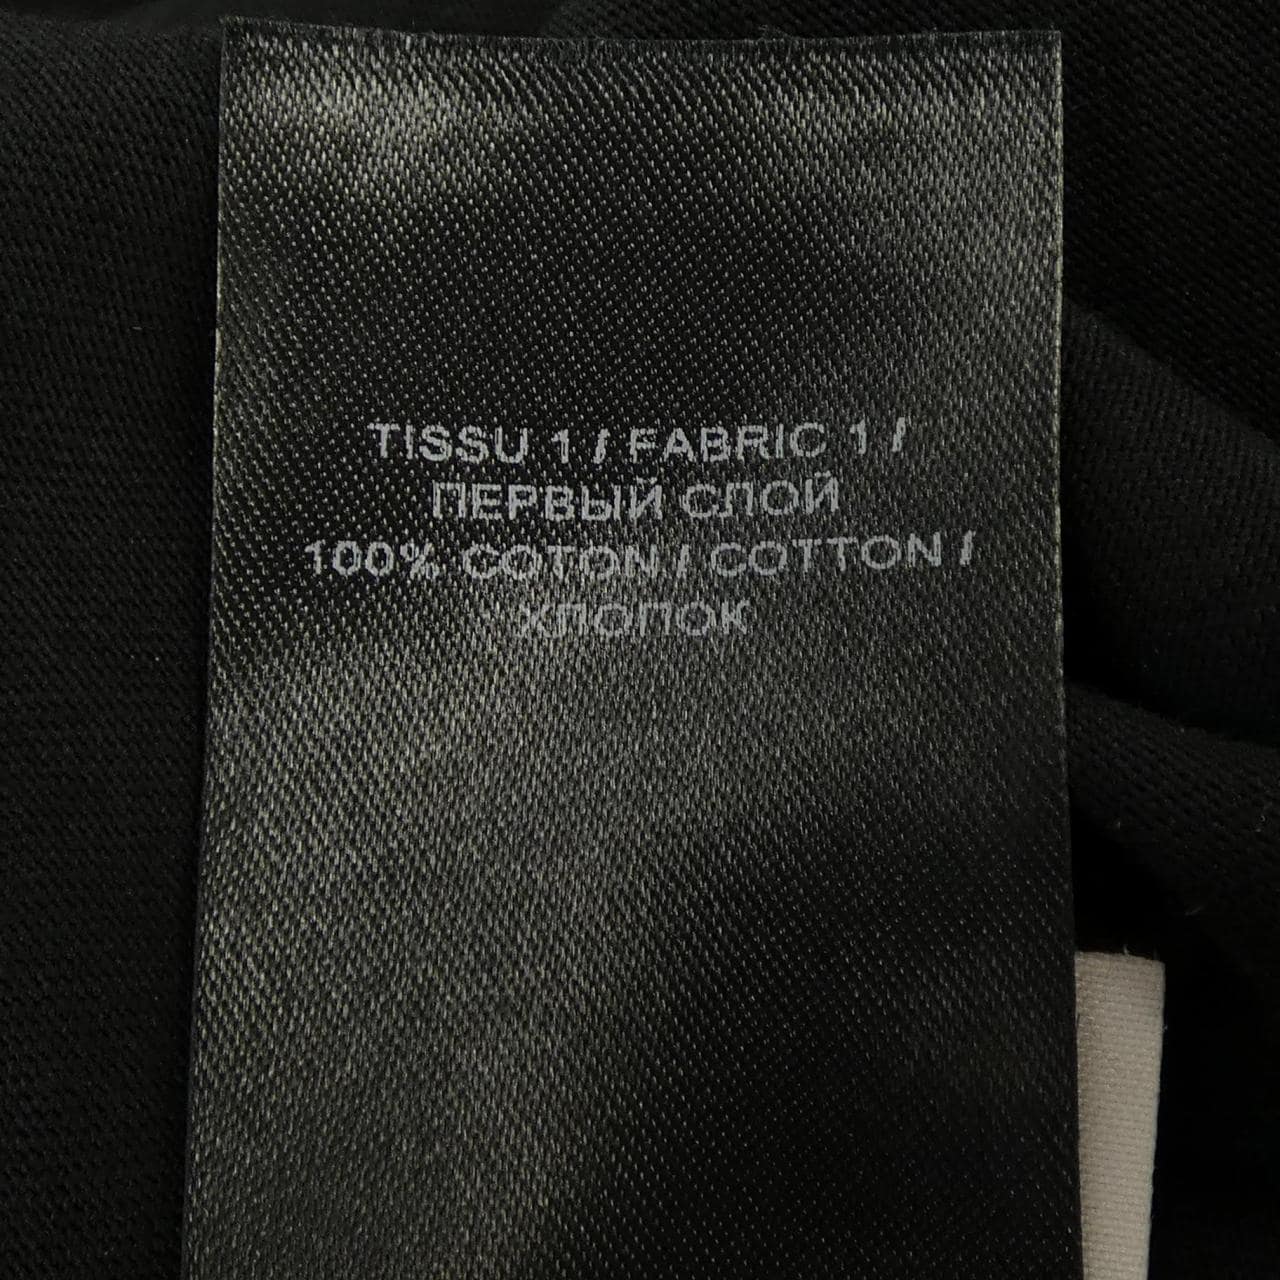 TISSU 1 / FABRIC 1 /
ПЕРВЫЙ СЛОЙ
100% COTON / COTTON /
ХЛОПОК